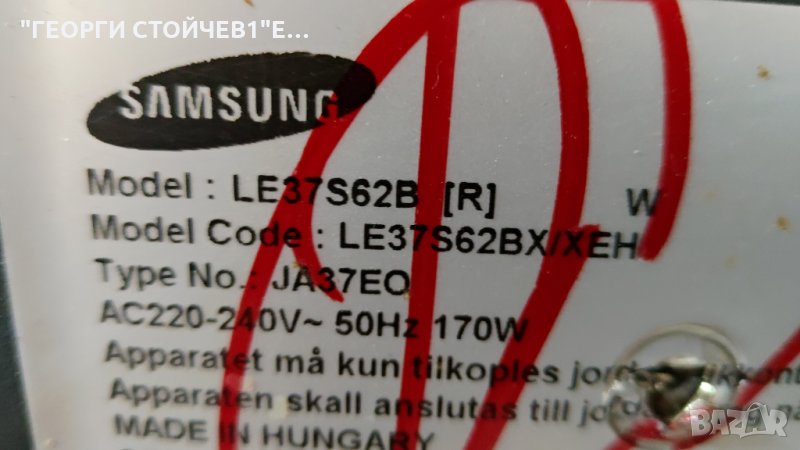 "ГЕОРГИ СТОЙЧЕВ1"Е...
SAMSUNG
Model : LE37S62B [R] W
Model Code : LE37S62BX/XEH
Type No.: JA37EO
AC220-240V~ 50Hz 170W
Apparatet må kun tilkoples
Apparaten skall anslutas till
MADE IN HUNGARY
BAZAR